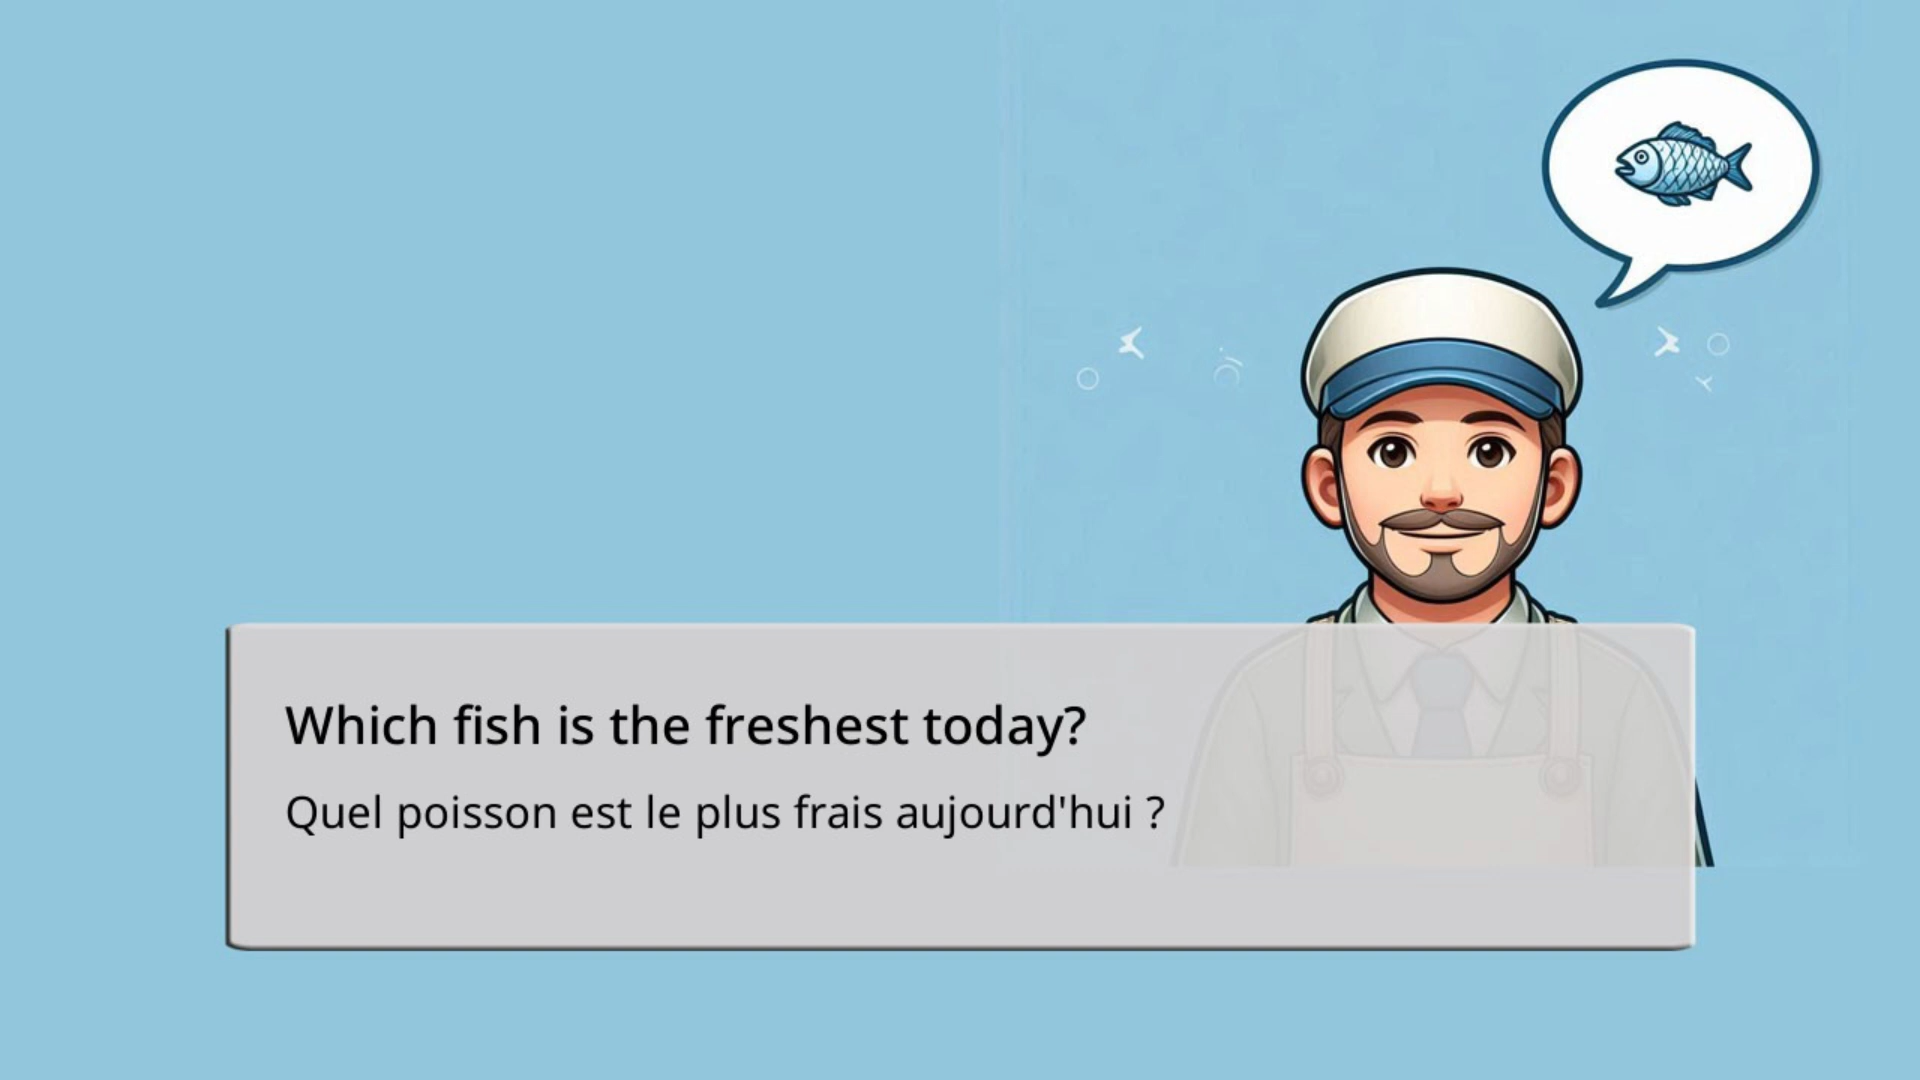 Which fish is the freshest today?
Quel poisson est le plus frais aujourd'hui ?